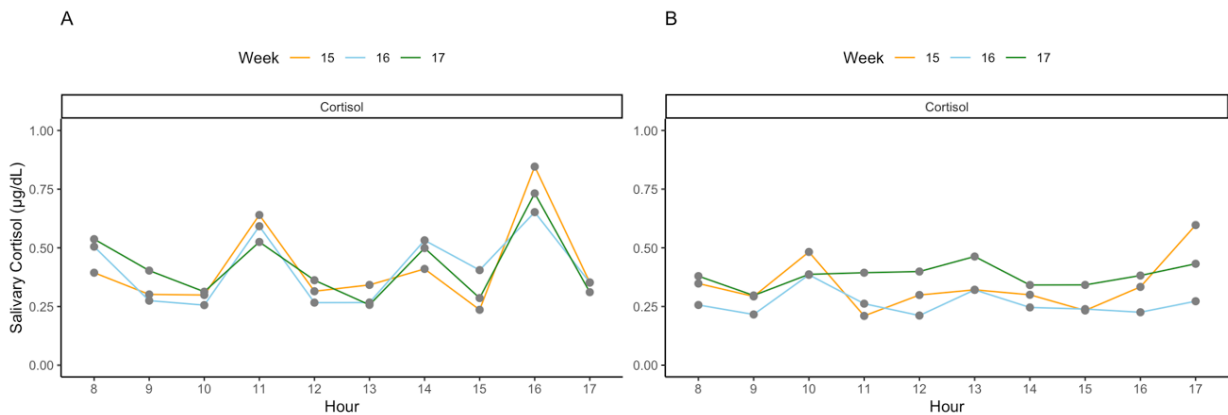 A
Week 15 16 17
Cortisol
Salivary Cortisol (µg/dL)
1.00
0.75
0.50
0.25
0.00
8 9 10 11 12 13 14 15 16 17
Hour
B
Week 15 16 17
Cortisol
1.00
0.75
0.50
0.25
0.00
8 9 10 11 12 13 14 15 16 17
Hour